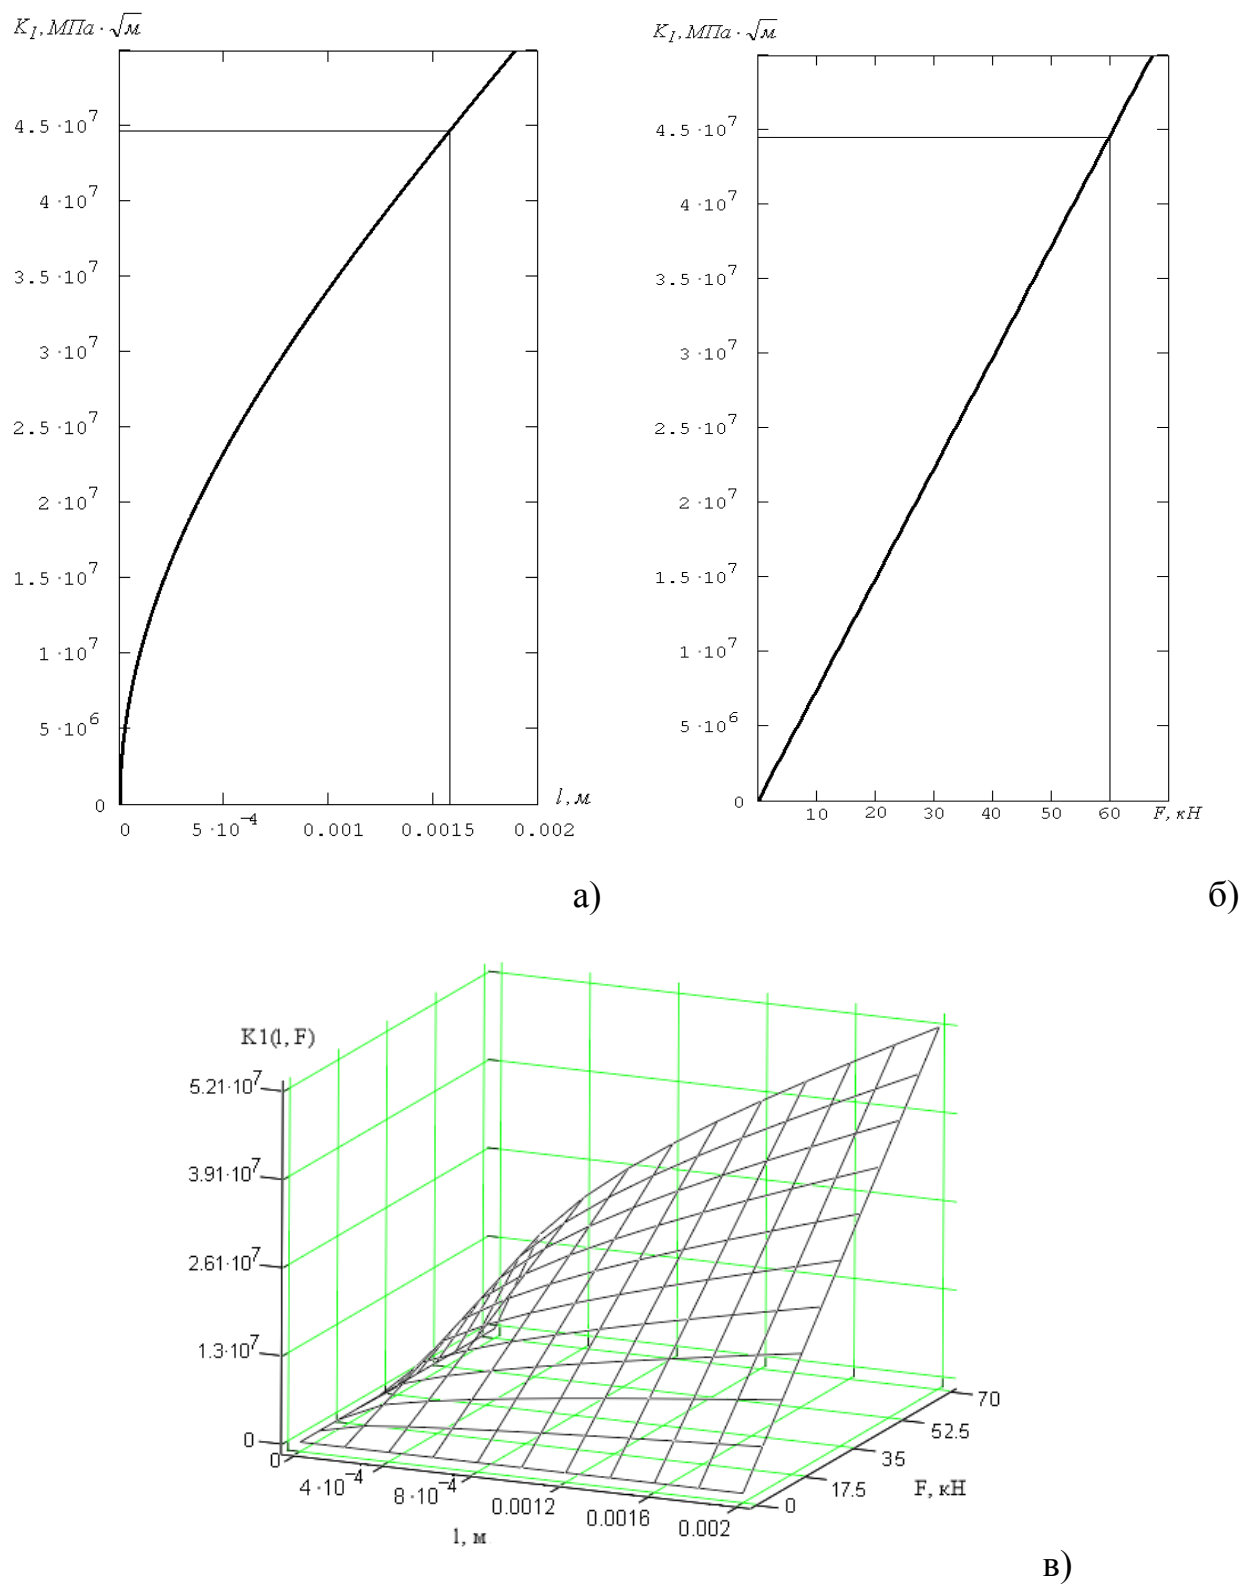 K_I, МПа · √м
4.5 · 10^7
4 · 10^7
3.5 · 10^7
3 · 10^7
2.5 · 10^7
2 · 10^7
1.5 · 10^7
1 · 10^7
5 · 10^6
0
l, м
0 5·10^−4 0.001 0.0015 0.002
а)
K_I, МПа · √м
4.5 · 10^7
4 · 10^7
3.5 · 10^7
3 · 10^7
2.5 · 10^7
2 · 10^7
1.5 · 10^7
1 · 10^7
5 · 10^6
0
10 20 30 40 50 60 F, кН
б)
K1(l, F)
5.21·10^7
3.91·10^7
2.61·10^7
1.3·10^7
0
0 4·10^−4 8·10^−4 0.0012 0.0016 0.002
l, м
70
52.5
35
17.5
0
F, кН
в)